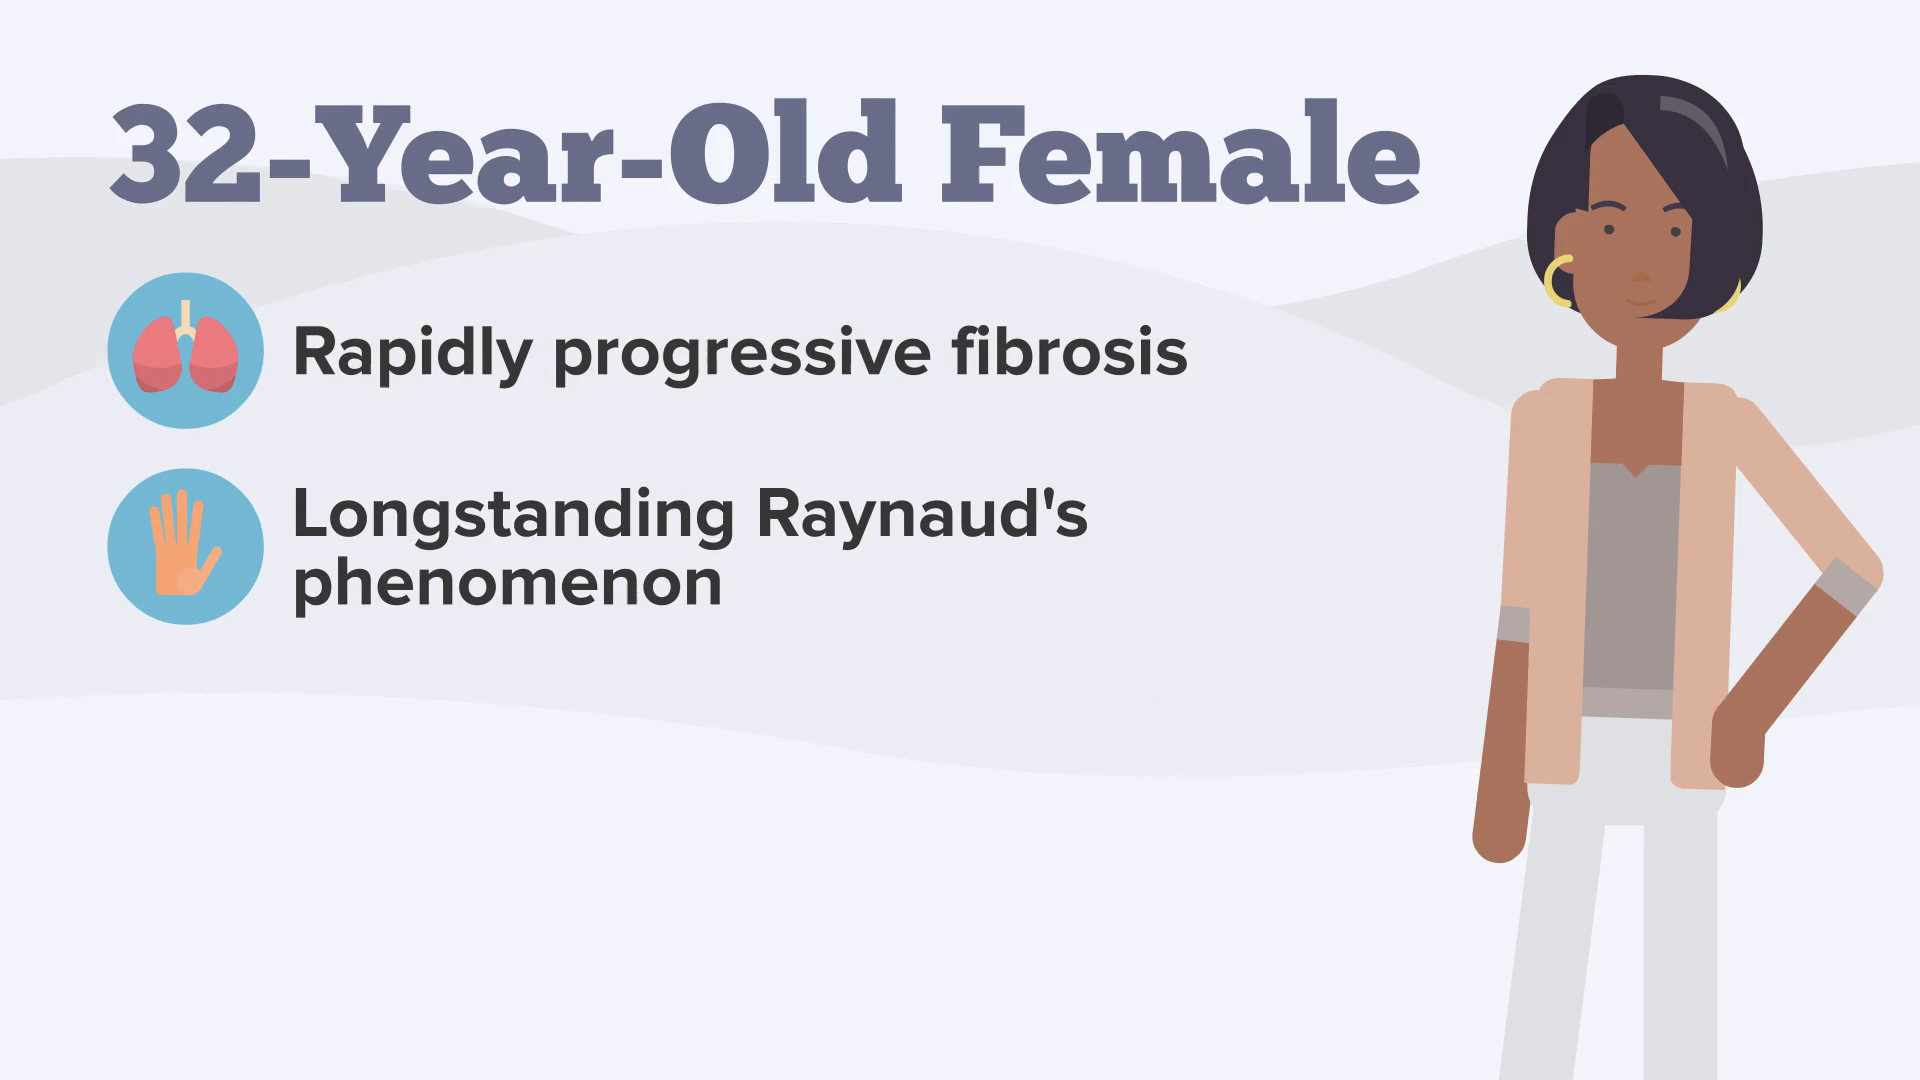 32-Year-Old Female
Rapidly progressive fibrosis
Longstanding Raynaud's
phenomenon